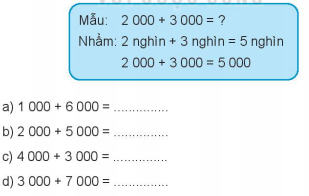 Mẫu: 2 000 + 3 000 = ?
Nhẩm: 2 nghìn + 3 nghìn = 5 nghìn
2 000 + 3 000 = 5 000
a) 1 000 + 6 000 = ...............
b) 2 000 + 5 000 = ...............
c) 4 000 + 3 000 = ...............
d) 3 000 + 7 000 = ...............